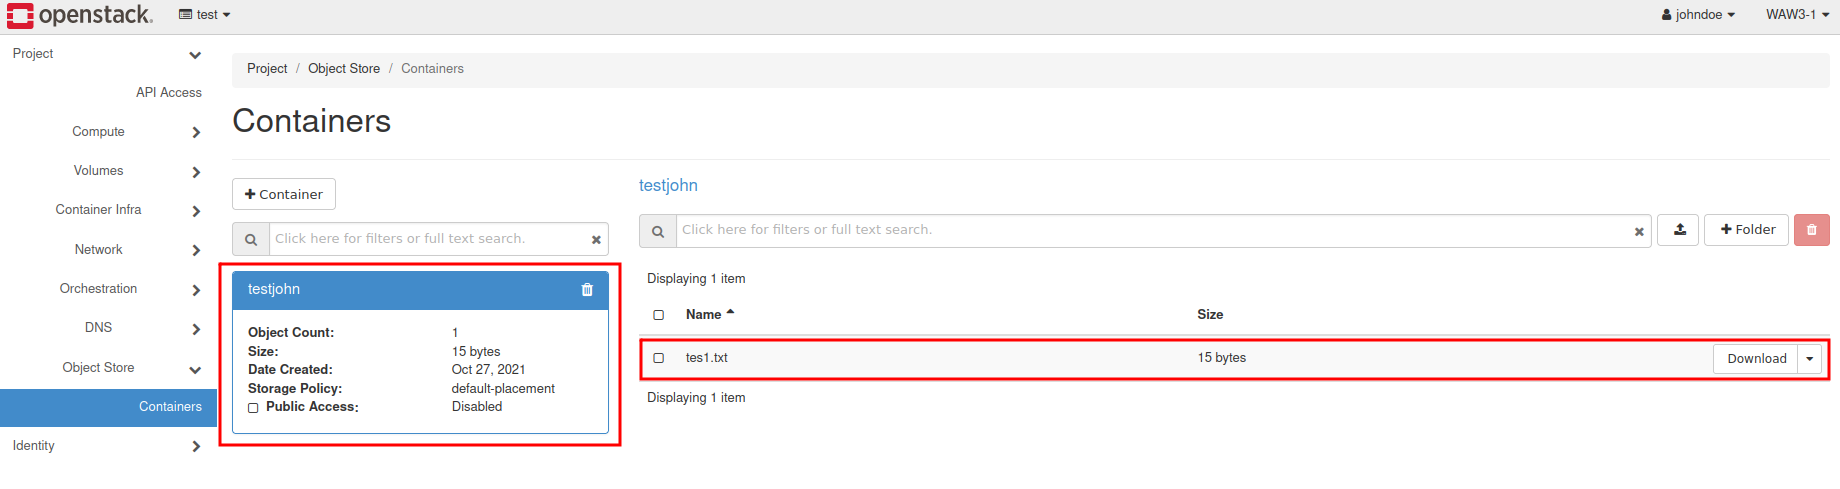 openstack.
test
johndoe
WAW3-1
Project
API Access
Compute
Volumes
Container Infra
Network
Orchestration
DNS
Object Store
Containers
Identity
Project / Object Store / Containers
Containers
+ Container
Click here for filters or full text search.
testjohn
Object Count: 1
Size: 15 bytes
Date Created: Oct 27, 2021
Storage Policy: default-placement
Public Access: Disabled
testjohn
Click here for filters or full text search.
+ Folder
Displaying 1 item
Name Size
tes1.txt 15 bytes Download
Displaying 1 item